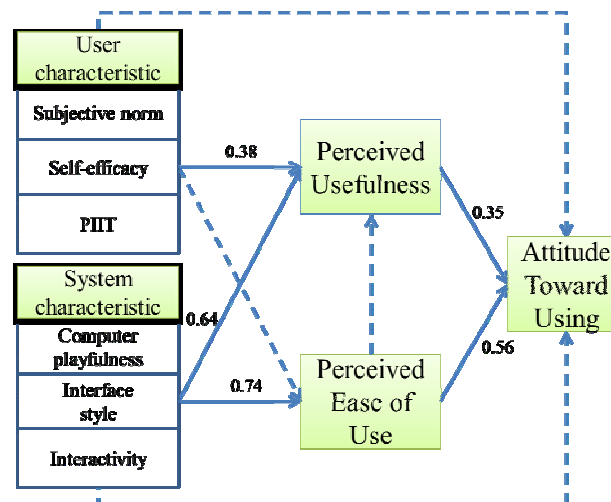 User
characteristic
Subjective norm
Self-efficacy
PIIT
System
characteristic
Computer
playfulness
Interface
style
Interactivity
0.38
0.64
0.74
Perceived
Usefulness
Perceived
Ease of
Use
0.35
0.56
Attitude
Toward
Using